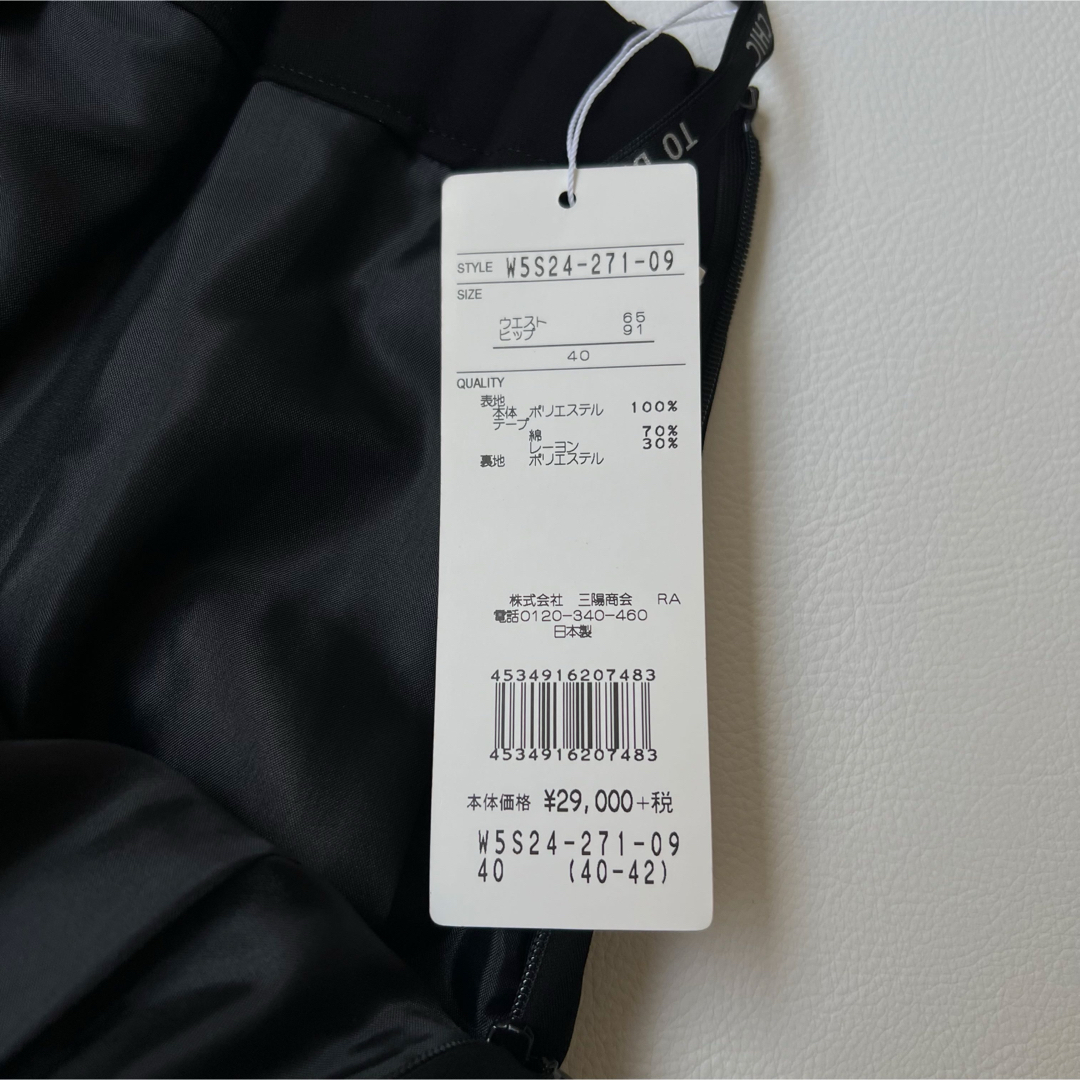 CHIC
TO B
STYLE W5S24-271-09
SIZE
ウエスト 65
ヒップ 91
40
QUALITY
表地
本体 ポリエステル 100%
テープ
綿 70%
レーヨン 30%
裏地 ポリエステル
株式会社 三陽商会 RA
電話0120-340-460
日本製
4534916207483
4534916207483
本体価格 ¥29,000+税
W5S24-271-09
40 (40-42)